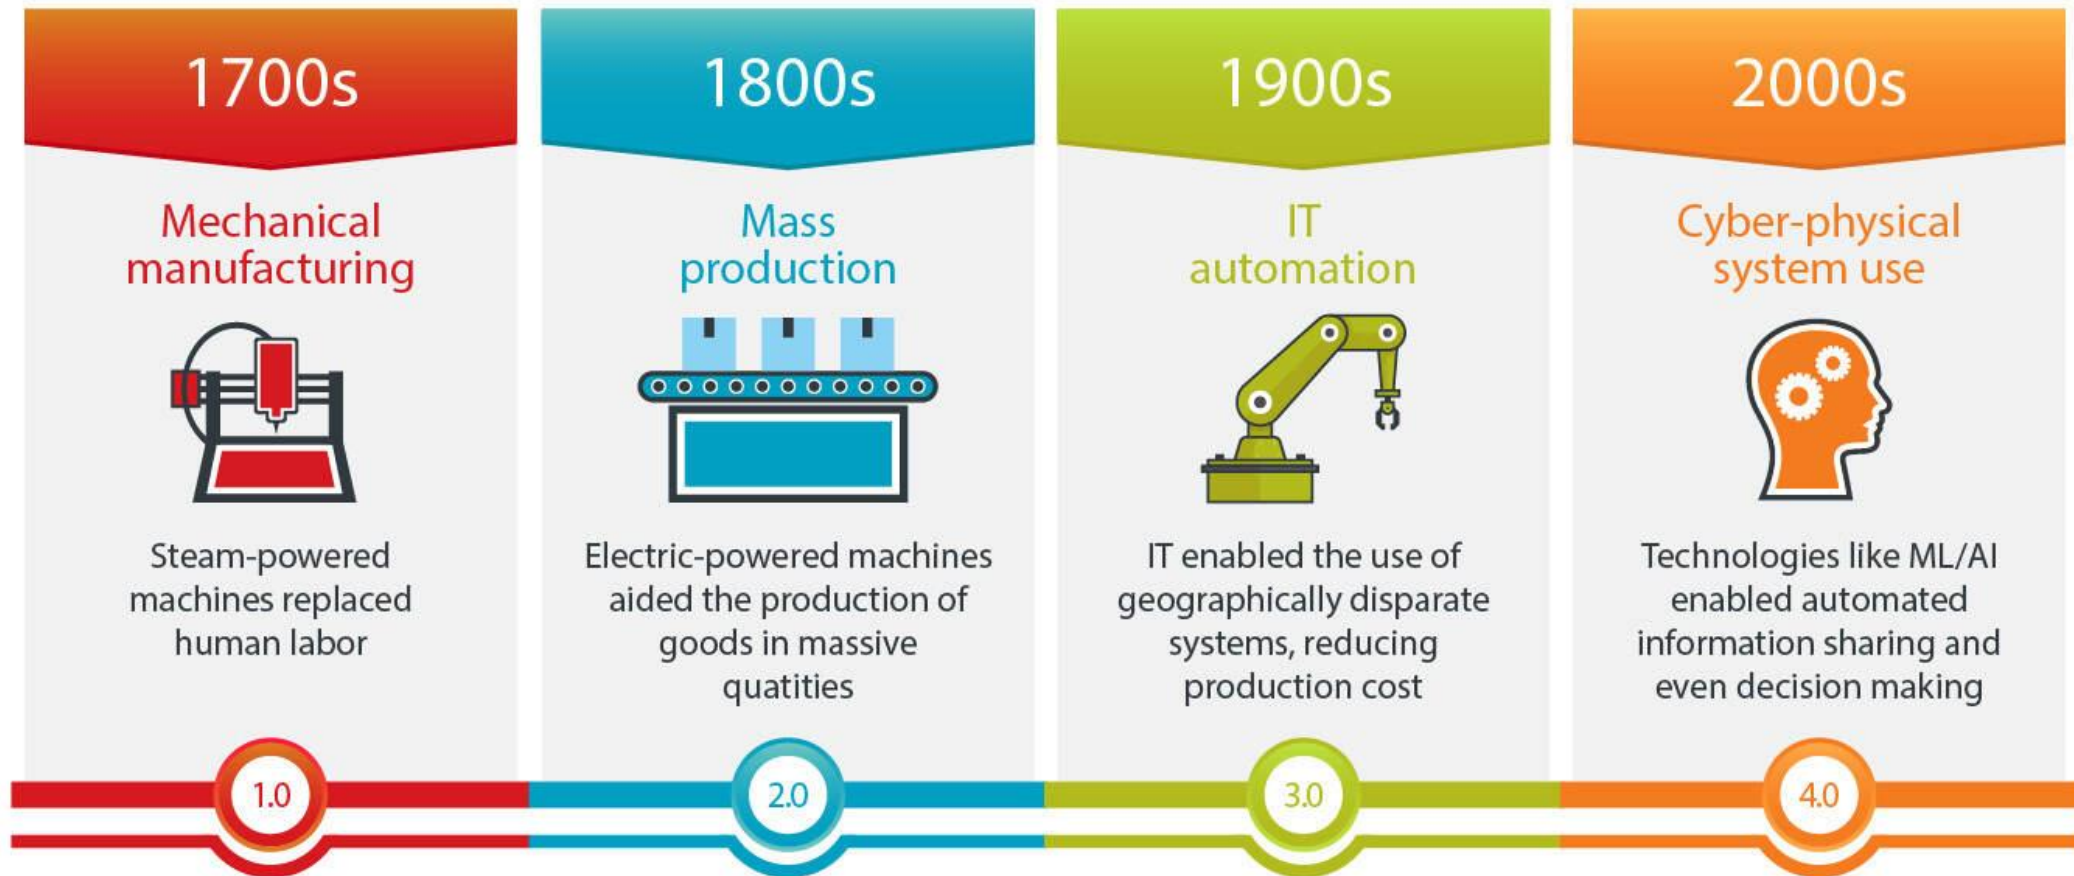 1700s
Mechanical
manufacturing
Steam-powered
machines replaced
human labor
1.0
1800s
Mass
production
Electric-powered machines
aided the production of
goods in massive
quatities
2.0
1900s
IT
automation
IT enabled the use of
geographically disparate
systems, reducing
production cost
3.0
2000s
Cyber-physical
system use
Technologies like ML/AI
enabled automated
information sharing and
even decision making
4.0